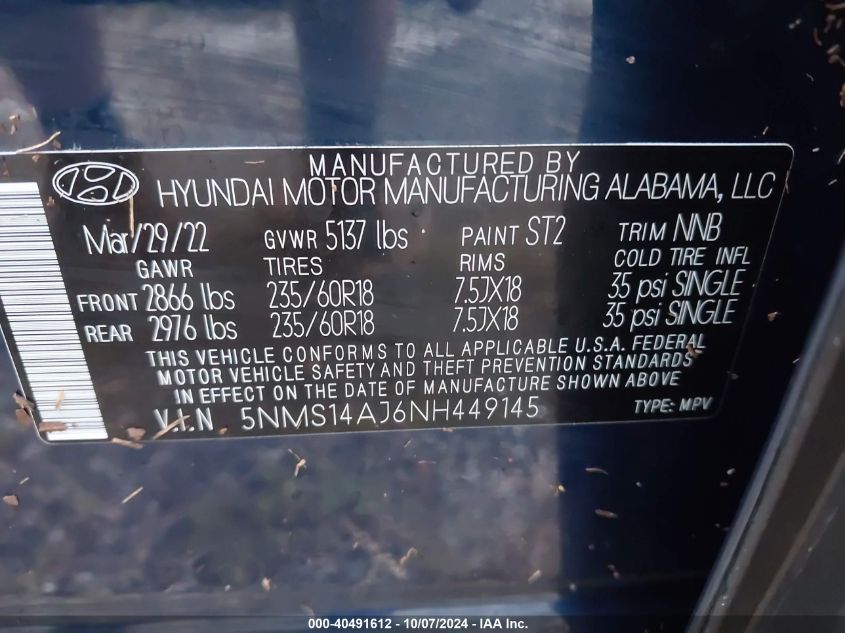 MANUFACTURED BY
HYUNDAI MOTOR MANUFACTURING ALABAMA, LLC
Mar/29/22 GVWR 5137 lbs PAINT ST2 TRIM NNB
GAWR TIRES RIMS COLD TIRE INFL
FRONT 2866 lbs 235/60R18 7.5JX18 35 psi SINGLE
REAR 2976 lbs 235/60R18 7.5JX18 35 psi SINGLE
THIS VEHICLE CONFORMS TO ALL APPLICABLE U.S.A. FEDERAL
MOTOR VEHICLE SAFETY AND THEFT PREVENTION STANDARDS
IN EFFECT ON THE DATE OF MANUFACTURE SHOWN ABOVE
V.I.N 5NMS14AJ6NH449145 TYPE: MPV
000-40491612 - 10/07/2024 - IAA Inc.